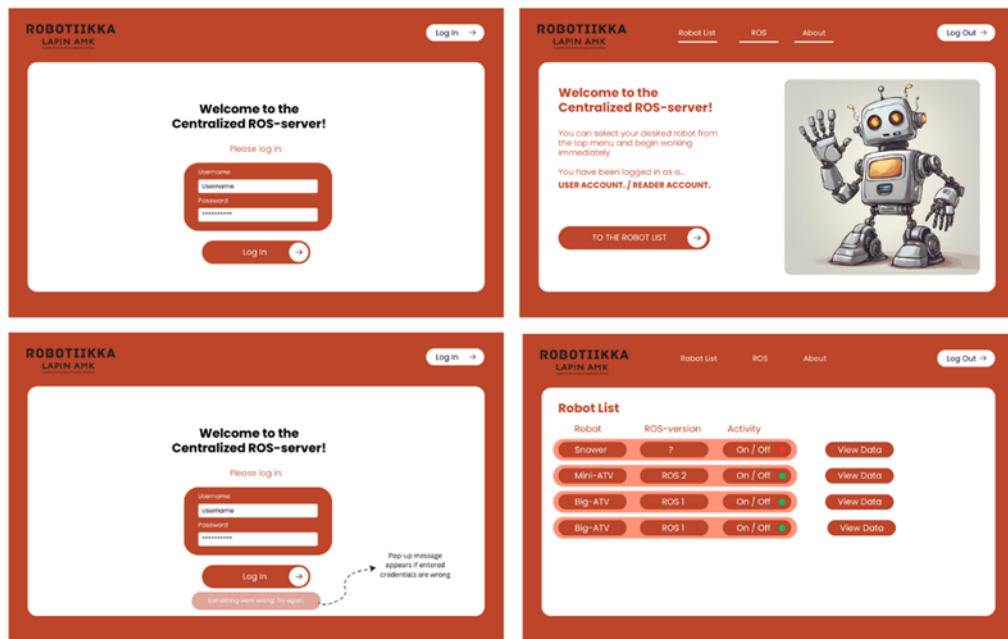 ROBOTIIKKA
LAPIN AMK
Log In
Welcome to the
Centralized ROS-server!
Please log in:
Username
Username
Password
**********
Log In
ROBOTIIKKA
LAPIN AMK
Robot List
ROS
About
Log Out
Welcome to the
Centralized ROS-server!
You can select your desired robot from
the top menu and begin working
immediately.
You have been logged in as a..
USER ACCOUNT. / READER ACCOUNT.
TO THE ROBOT LIST
ROBOTIIKKA
LAPIN AMK
Log In
Welcome to the
Centralized ROS-server!
Please log in:
Username
Username
Password
**********
Log In
Something went wrong! Try again.
Pop-up message
appears if entered
credentials are wrong
ROBOTIIKKA
LAPIN AMK
Robot List
ROS
About
Log Out
Robot List
Robot ROS-version Activity
Snower ? On / Off View Data
Mini-ATV ROS 2 On / Off View Data
Big-ATV ROS 1 On / Off View Data
Big-ATV ROS 1 On / Off View Data